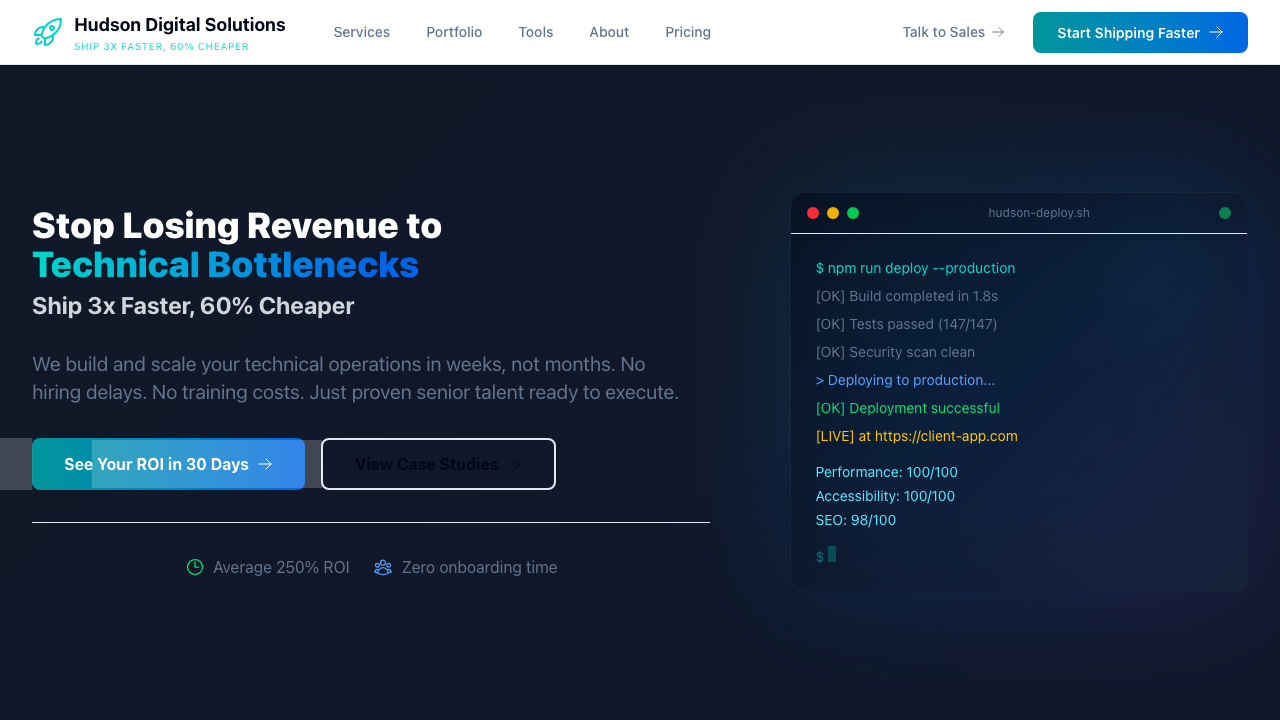 Hudson Digital Solutions
SHIP 3X FASTER, 60% CHEAPER
Services
Portfolio
Tools
About
Pricing
Talk to Sales
Start Shipping Faster
Stop Losing Revenue to
Technical Bottlenecks
Ship 3x Faster, 60% Cheaper
We build and scale your technical operations in weeks, not months. No
hiring delays. No training costs. Just proven senior talent ready to execute.
See Your ROI in 30 Days
View Case Studies
Average 250% ROI
Zero onboarding time
hudson-deploy.sh
$ npm run deploy --production
[OK] Build completed in 1.8s
[OK] Tests passed (147/147)
[OK] Security scan clean
> Deploying to production...
[OK] Deployment successful
[LIVE] at https://client-app.com
Performance: 100/100
Accessibility: 100/100
SEO: 98/100
$